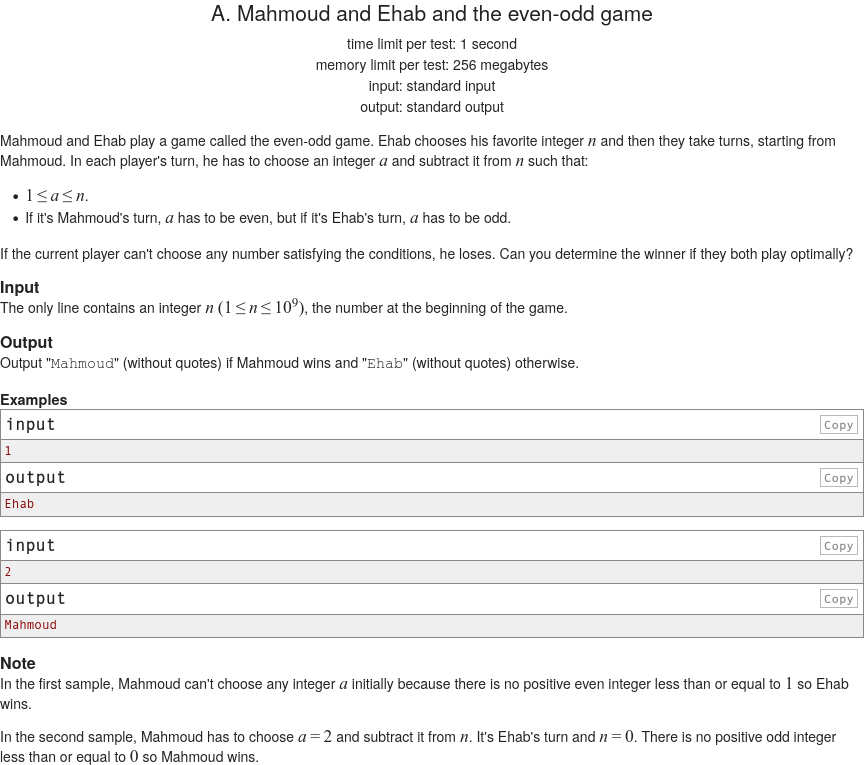 A. Mahmoud and Ehab and the even-odd game
time limit per test: 1 second
memory limit per test: 256 megabytes
input: standard input
output: standard output
Mahmoud and Ehab play a game called the even-odd game. Ehab chooses his favorite integer n and then they take turns, starting from
Mahmoud. In each player's turn, he has to choose an integer a and subtract it from n such that:
• 1 ≤ a ≤ n.
• If it's Mahmoud's turn, a has to be even, but if it's Ehab's turn, a has to be odd.
If the current player can't choose any number satisfying the conditions, he loses. Can you determine the winner if they both play optimally?
Input
The only line contains an integer n (1 ≤ n ≤ 10⁹), the number at the beginning of the game.
Output
Output "Mahmoud" (without quotes) if Mahmoud wins and "Ehab" (without quotes) otherwise.
Examples
input Copy
1
output Copy
Ehab
input Copy
2
output Copy
Mahmoud
Note
In the first sample, Mahmoud can't choose any integer a initially because there is no positive even integer less than or equal to 1 so Ehab
wins.
In the second sample, Mahmoud has to choose a = 2 and subtract it from n. It's Ehab's turn and n = 0. There is no positive odd integer
less than or equal to 0 so Mahmoud wins.